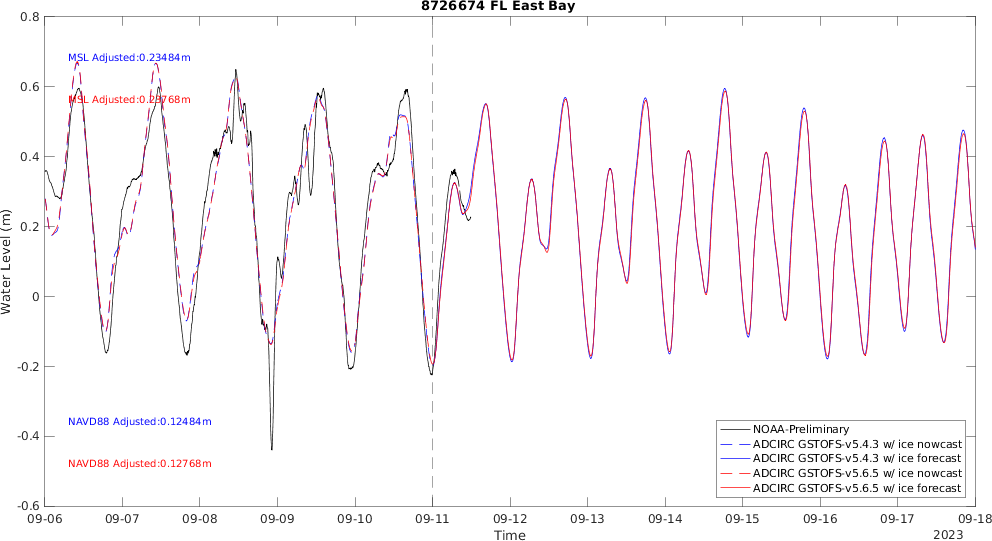 8726674 FL East Bay
0.8
0.6
0.4
0.2
0
-0.2
-0.4
-0.6
Water Level (m)
MSL Adjusted:0.23484m
MSL Adjusted:0.23768m
NAVD88 Adjusted:0.12484m
NAVD88 Adjusted:0.12768m
NOAA-Preliminary
ADCIRC GSTOFS-v5.4.3 w/ ice nowcast
ADCIRC GSTOFS-v5.4.3 w/ ice forecast
ADCIRC GSTOFS-v5.6.5 w/ ice nowcast
ADCIRC GSTOFS-v5.6.5 w/ ice forecast
09-06 09-07 09-08 09-09 09-10 09-11 09-12 09-13 09-14 09-15 09-16 09-17 09-18
Time
2023